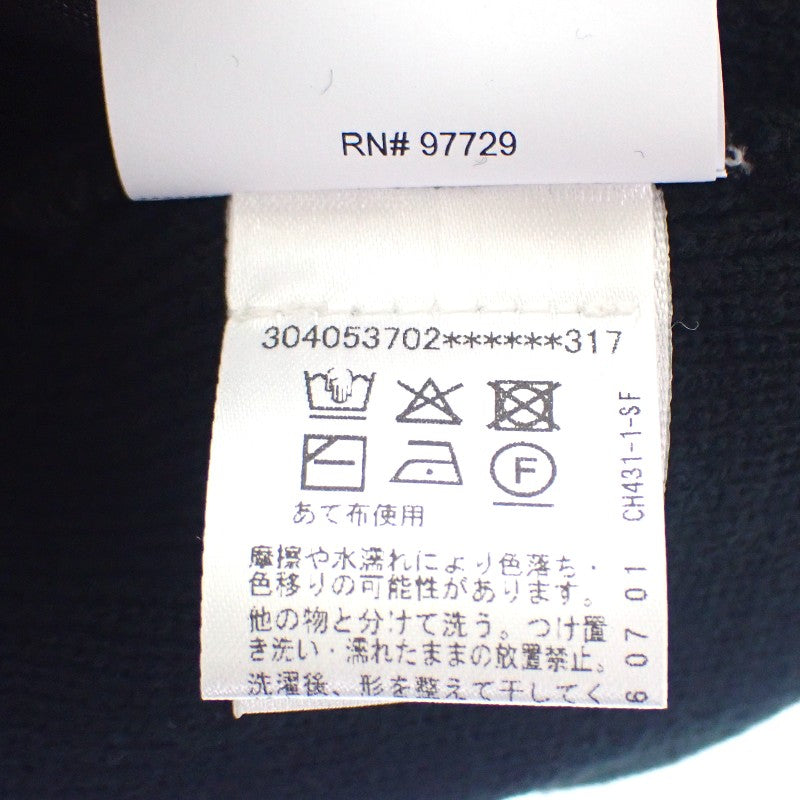 RN# 97729
304053702******317
F
あて布使用
摩擦や水濡れにより色落ち・
色移りの可能性があります。
他の物と分けて洗う。つけ置
き洗い・濡れたままの放置禁止。
洗濯後、形を整えて干してく
CH431-1-SF
60701